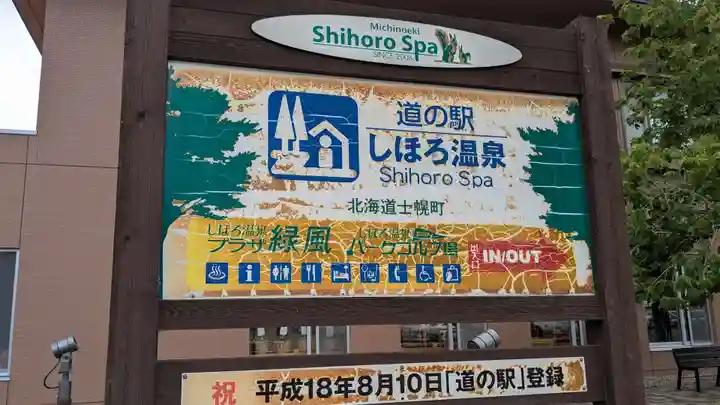 Michinoeki
Shihoro Spa
SINCE 2006
道の駅
しほろ温泉
Shihoro Spa
北海道士幌町
しほろ温泉
プラザ緑風
しほろ温泉
パークゴルフ場
出入口
IN/OUT
祝 平成18年8月10日「道の駅」登録